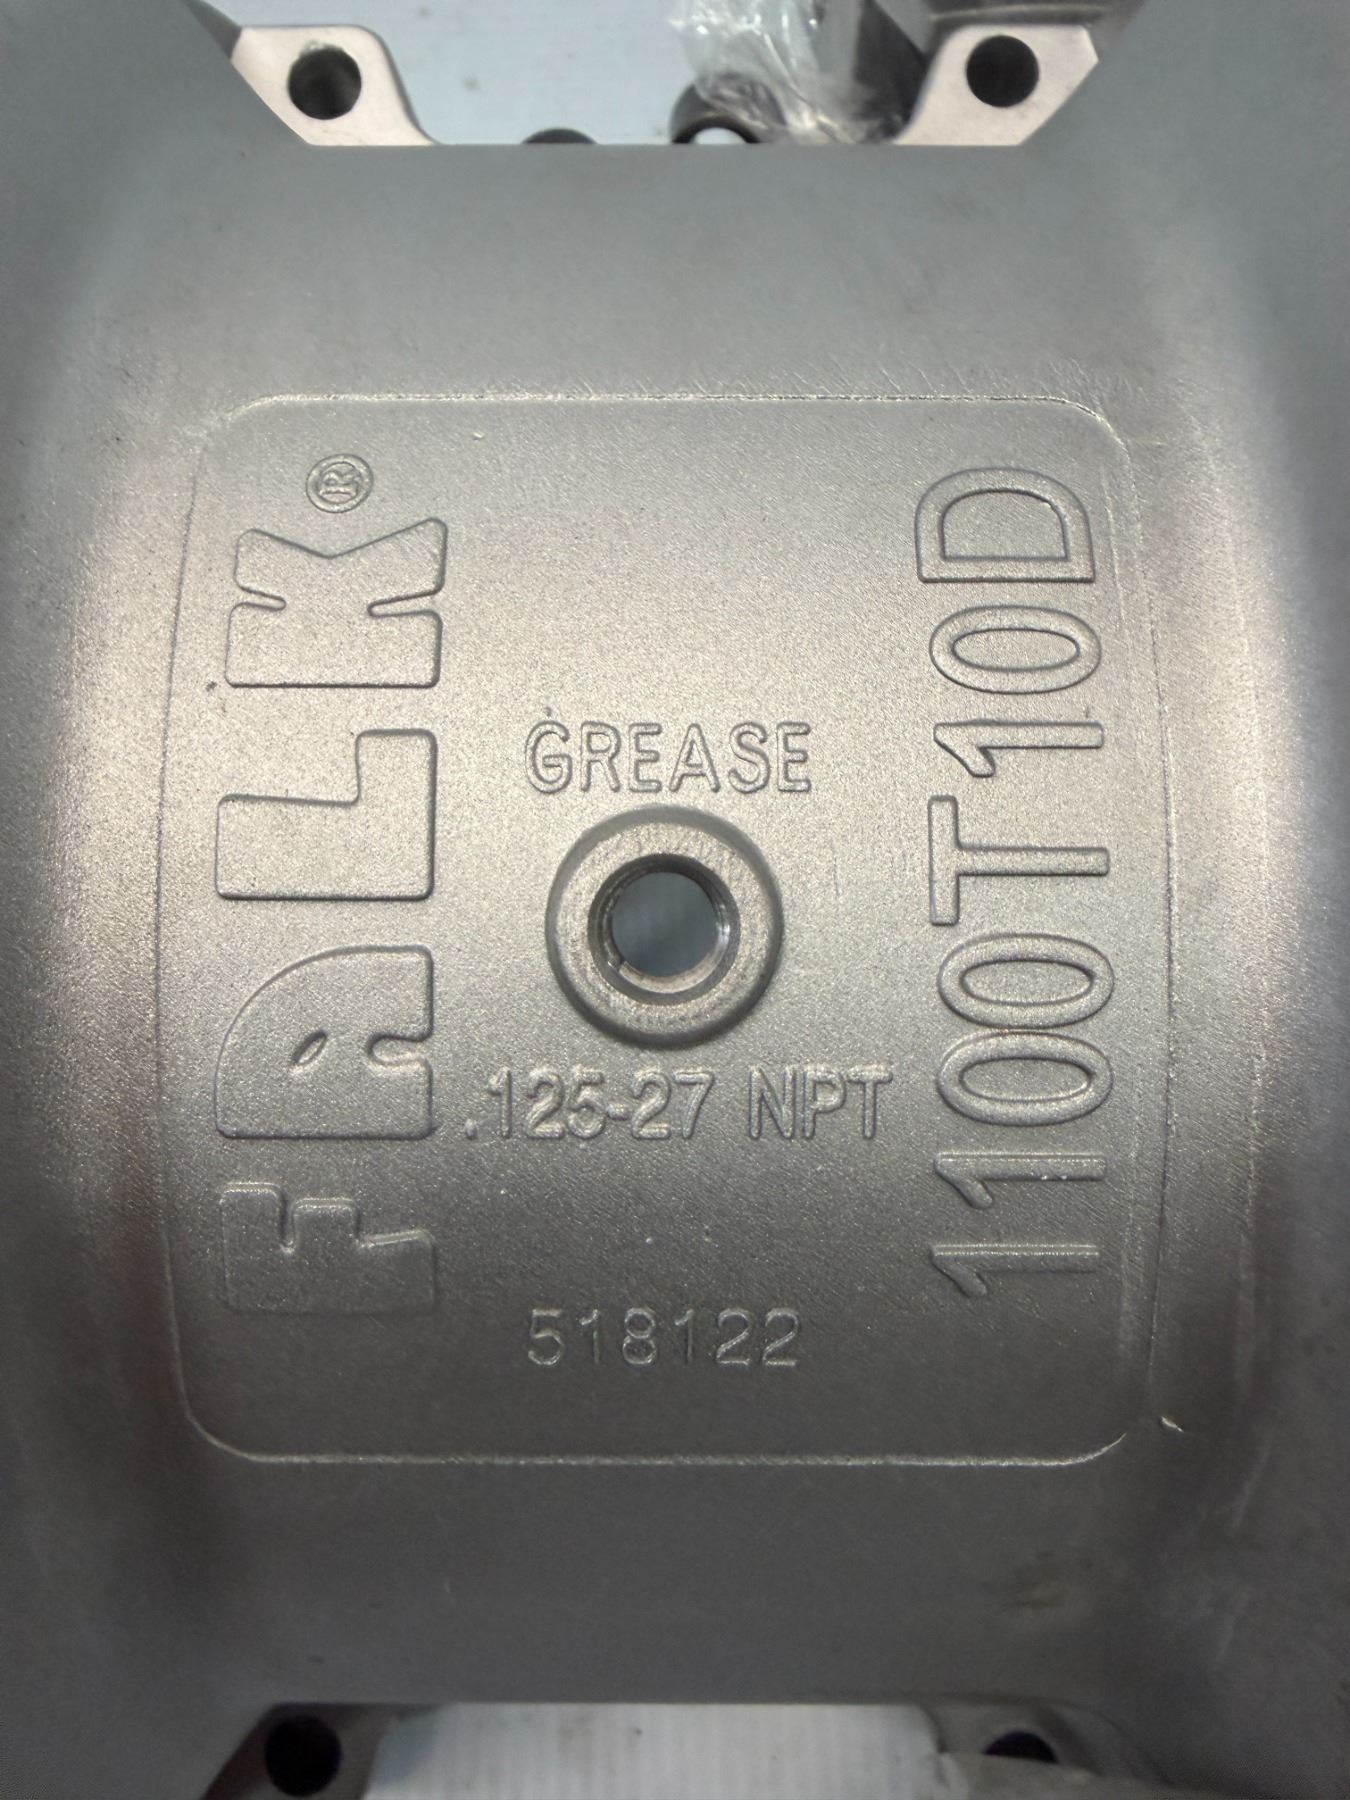 FALK®
GREASE
.125-27 NPT
518122
1100T10D